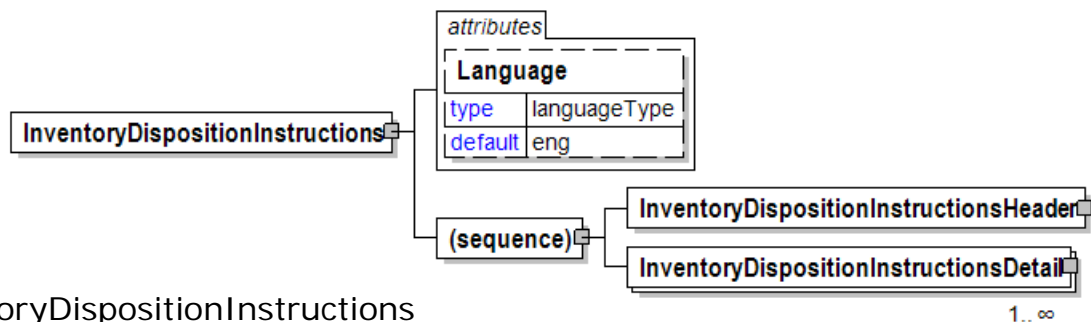 attributes
Language
type languageType
default eng
InventoryDispositionInstructions
InventoryDispositionInstructionsHeader
(sequence)
InventoryDispositionInstructionsDetail
oryDispositionInstructions
1..∞